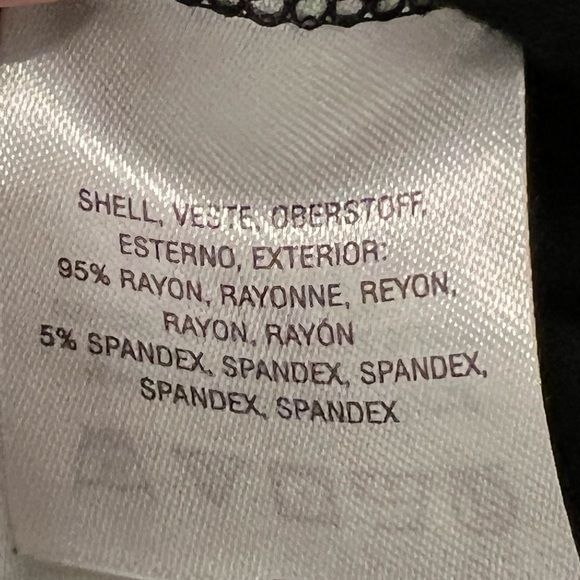 SHELL, VESTE, OBERSTOFF,
ESTERNO, EXTERIOR:
95% RAYON, RAYONNE, REYON,
RAYON, RAYÓN
5% SPANDEX, SPANDEX, SPANDEX,
SPANDEX, SPANDEX